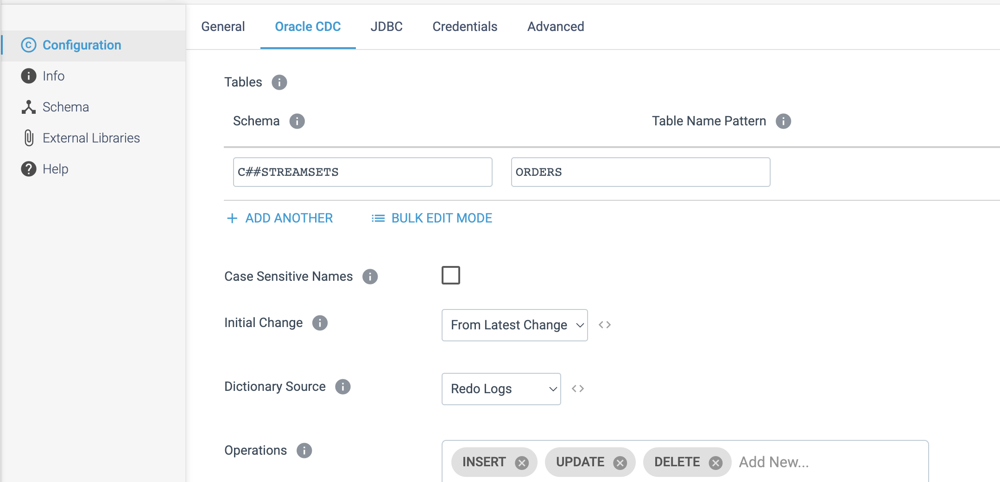 General Oracle CDC JDBC Credentials Advanced
Configuration
Info
Schema
External Libraries
Help
Tables
Schema Table Name Pattern
C##STREAMSETS ORDERS
+ ADD ANOTHER BULK EDIT MODE
Case Sensitive Names
Initial Change From Latest Change <>
Dictionary Source Redo Logs <>
Operations INSERT UPDATE DELETE Add New...